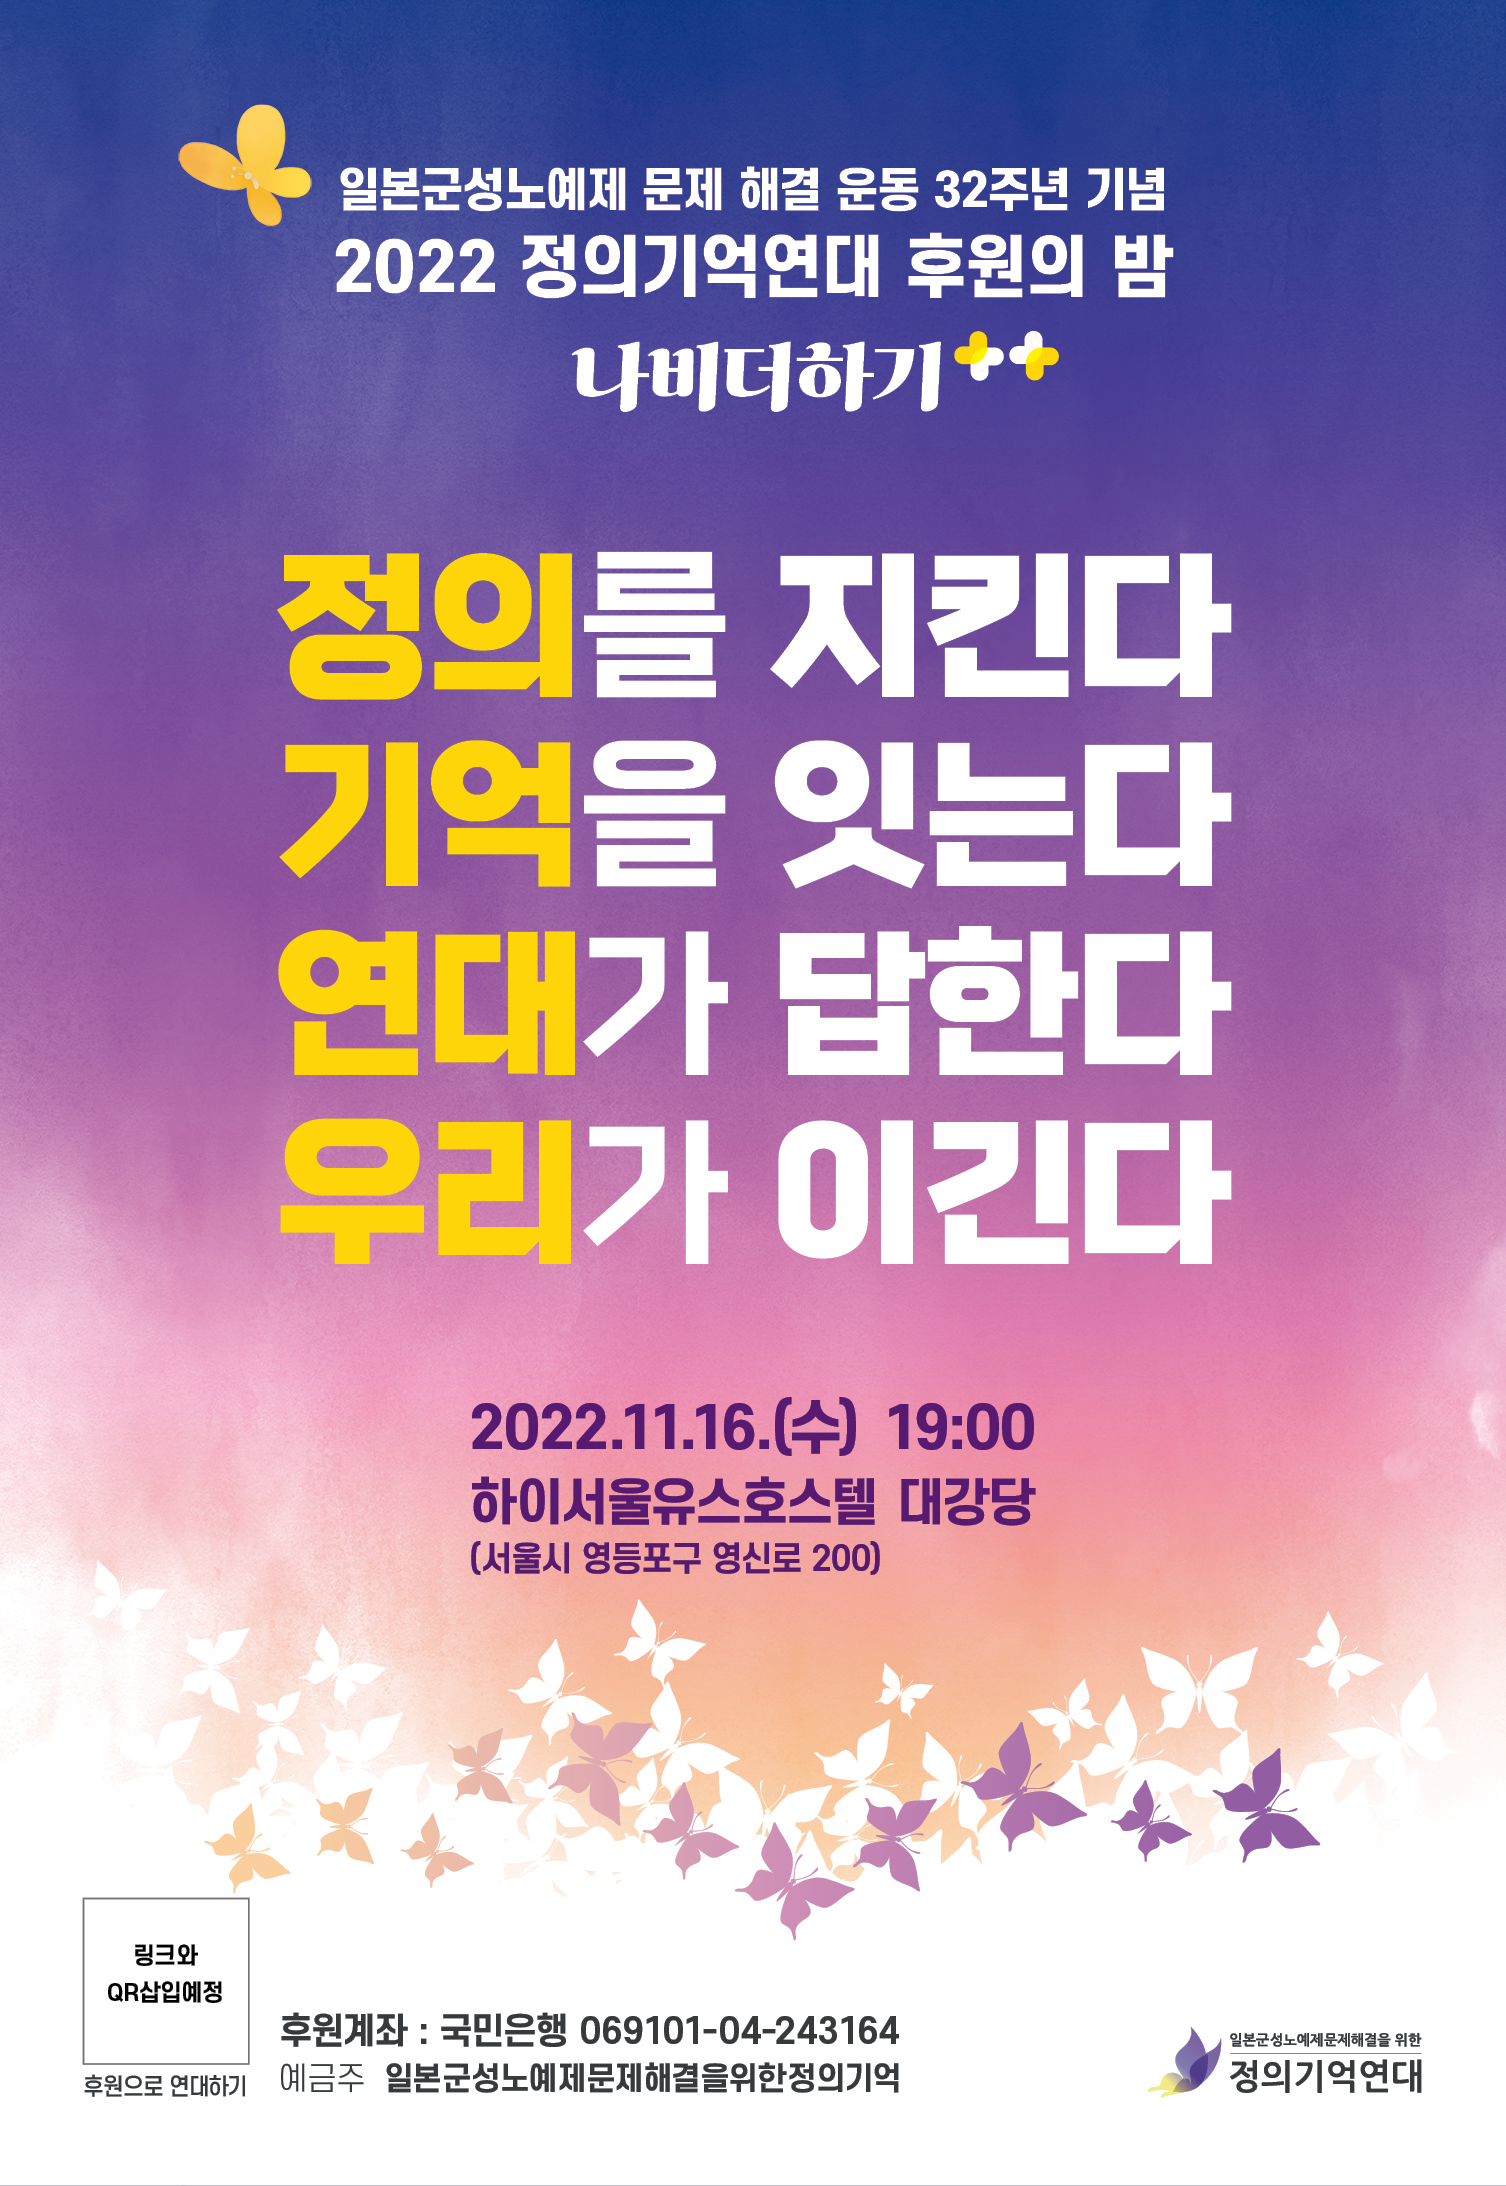 일본군성노예제 문제 해결 운동 32주년 기념
2022 정의기억연대 후원의 밤
나비더하기++
정의를 지킨다
기억을 잇는다
연대가 답한다
우리가 이긴다
2022.11.16.(수) 19:00
하이서울유스호스텔 대강당
(서울시 영등포구 영신로 200)
링크와
QR삽입예정
후원으로 연대하기
후원계좌 : 국민은행 069101-04-243164
예금주 일본군성노예제문제해결을위한정의기억
일본군성노예제문제해결을 위한
정의기억연대